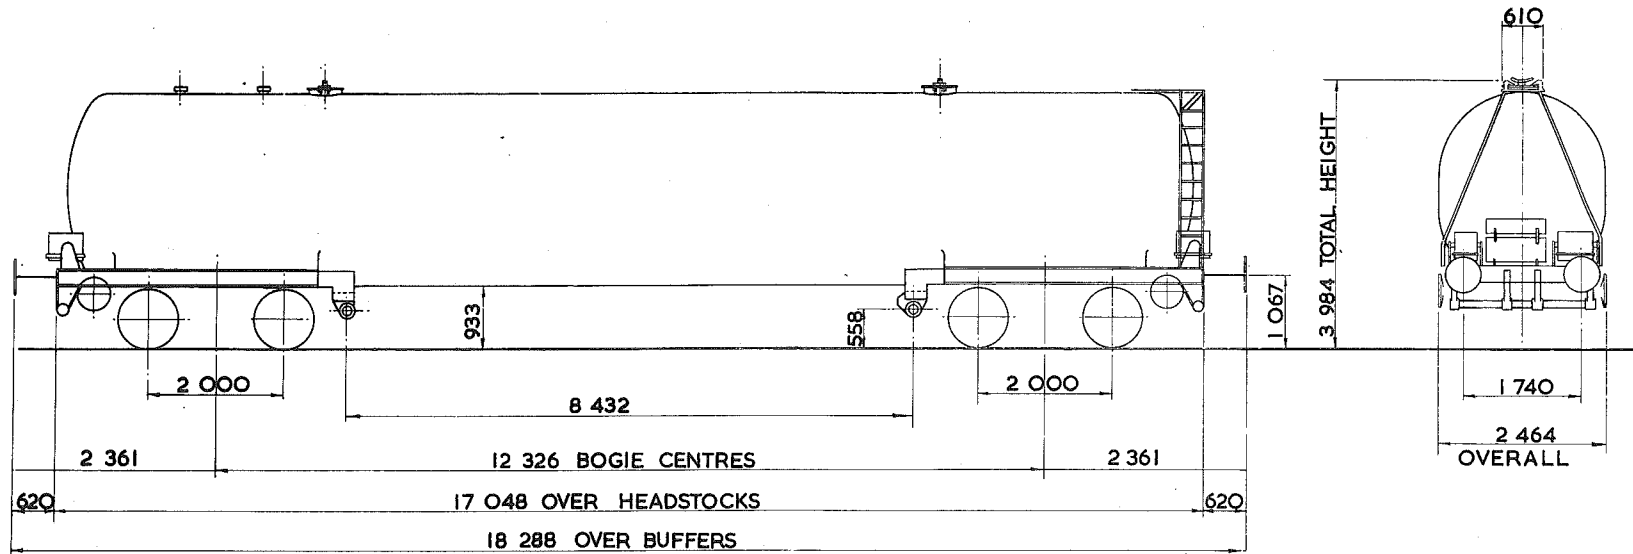 610
3 984 TOTAL HEIGHT
933
558
1 067
2 000
2 000
1 740
8 432
2 464
OVERALL
2 361
12 326 BOGIE CENTRES
2 361
620
17 048 OVER HEADSTOCKS
620
18 288 OVER BUFFERS